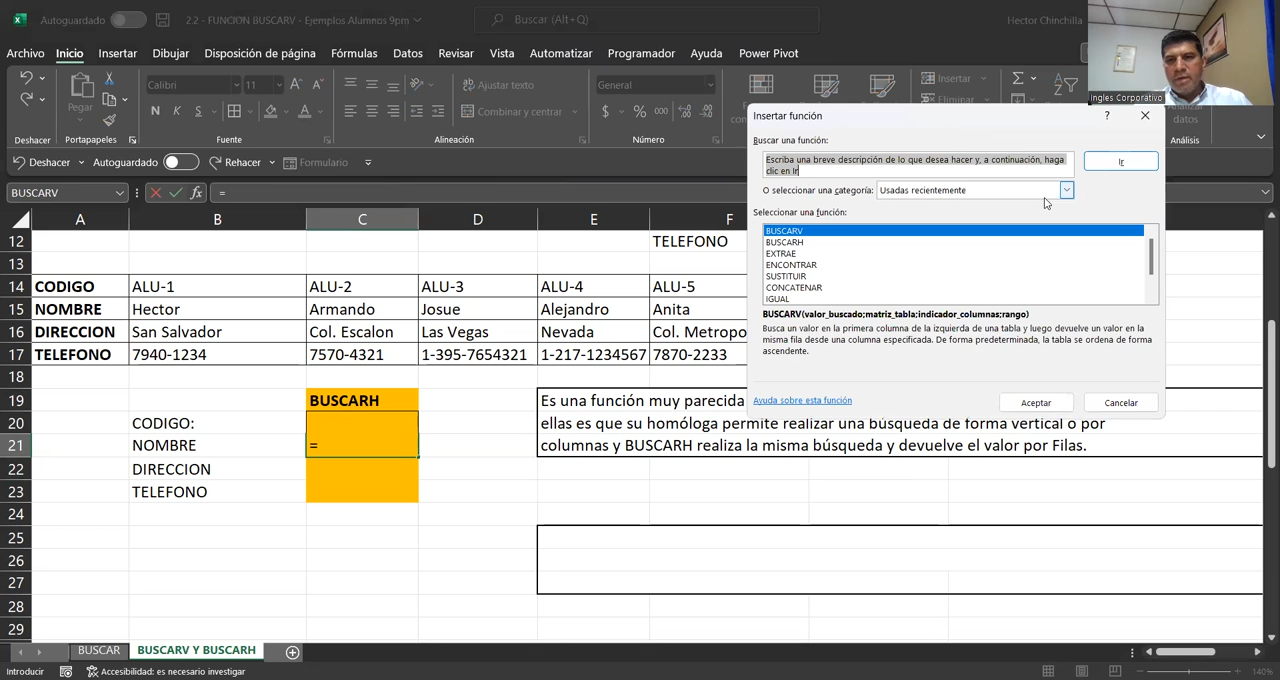 Autoguardado
2.2 - FUNCION BUSCARV - Ejemplos Alumnos 9pm
Buscar (Alt+Q)
Hector Chinchilla
Archivo Inicio Insertar Dibujar Disposición de página Fórmulas Datos Revisar Vista Automatizar Programador Ayuda Power Pivot
Pegar
Calibri 11
N K S
Ajustar texto
Combinar y centrar
General
$ % 000
Insertar
Eliminar
Analizar datos
Ingles Corporativo
Deshacer Portapapeles Fuente Alineación Número Análisis
Deshacer Autoguardado Rehacer Formulario
BUSCARV fx =
A B C D E F
12 TELEFONO
13
14 CODIGO ALU-1 ALU-2 ALU-3 ALU-4 ALU-5
15 NOMBRE Hector Armando Josue Alejandro Anita
16 DIRECCION San Salvador Col. Escalon Las Vegas Nevada Col. Metropo
17 TELEFONO 7940-1234 7570-4321 1-395-7654321 1-217-1234567 7870-2233
18
19 BUSCARH Es una función muy parecida
20 CODIGO: ellas es que su homóloga permite realizar una búsqueda de forma vertical o por
21 NOMBRE = columnas y BUSCARH realiza la misma búsqueda y devuelve el valor por Filas.
22 DIRECCION
23 TELEFONO
24
25
26
27
28
29
Insertar función
? ×
Buscar una función:
Escriba una breve descripción de lo que desea hacer y, a continuación, haga
clic en Ir
Ir
O seleccionar una categoría: Usadas recientemente
Seleccionar una función:
BUSCARV
BUSCARH
EXTRAE
ENCONTRAR
SUSTITUIR
CONCATENAR
IGUAL
BUSCARV(valor_buscado;matriz_tabla;indicador_columnas;rango)
Busca un valor en la primera columna de la izquierda de una tabla y luego devuelve un valor en la
misma fila desde una columna especificada. De forma predeterminada, la tabla se ordena de forma
ascendente.
Ayuda sobre esta función
Aceptar Cancelar
BUSCAR BUSCARV Y BUSCARH
Introducir Accesibilidad: es necesario investigar 140%